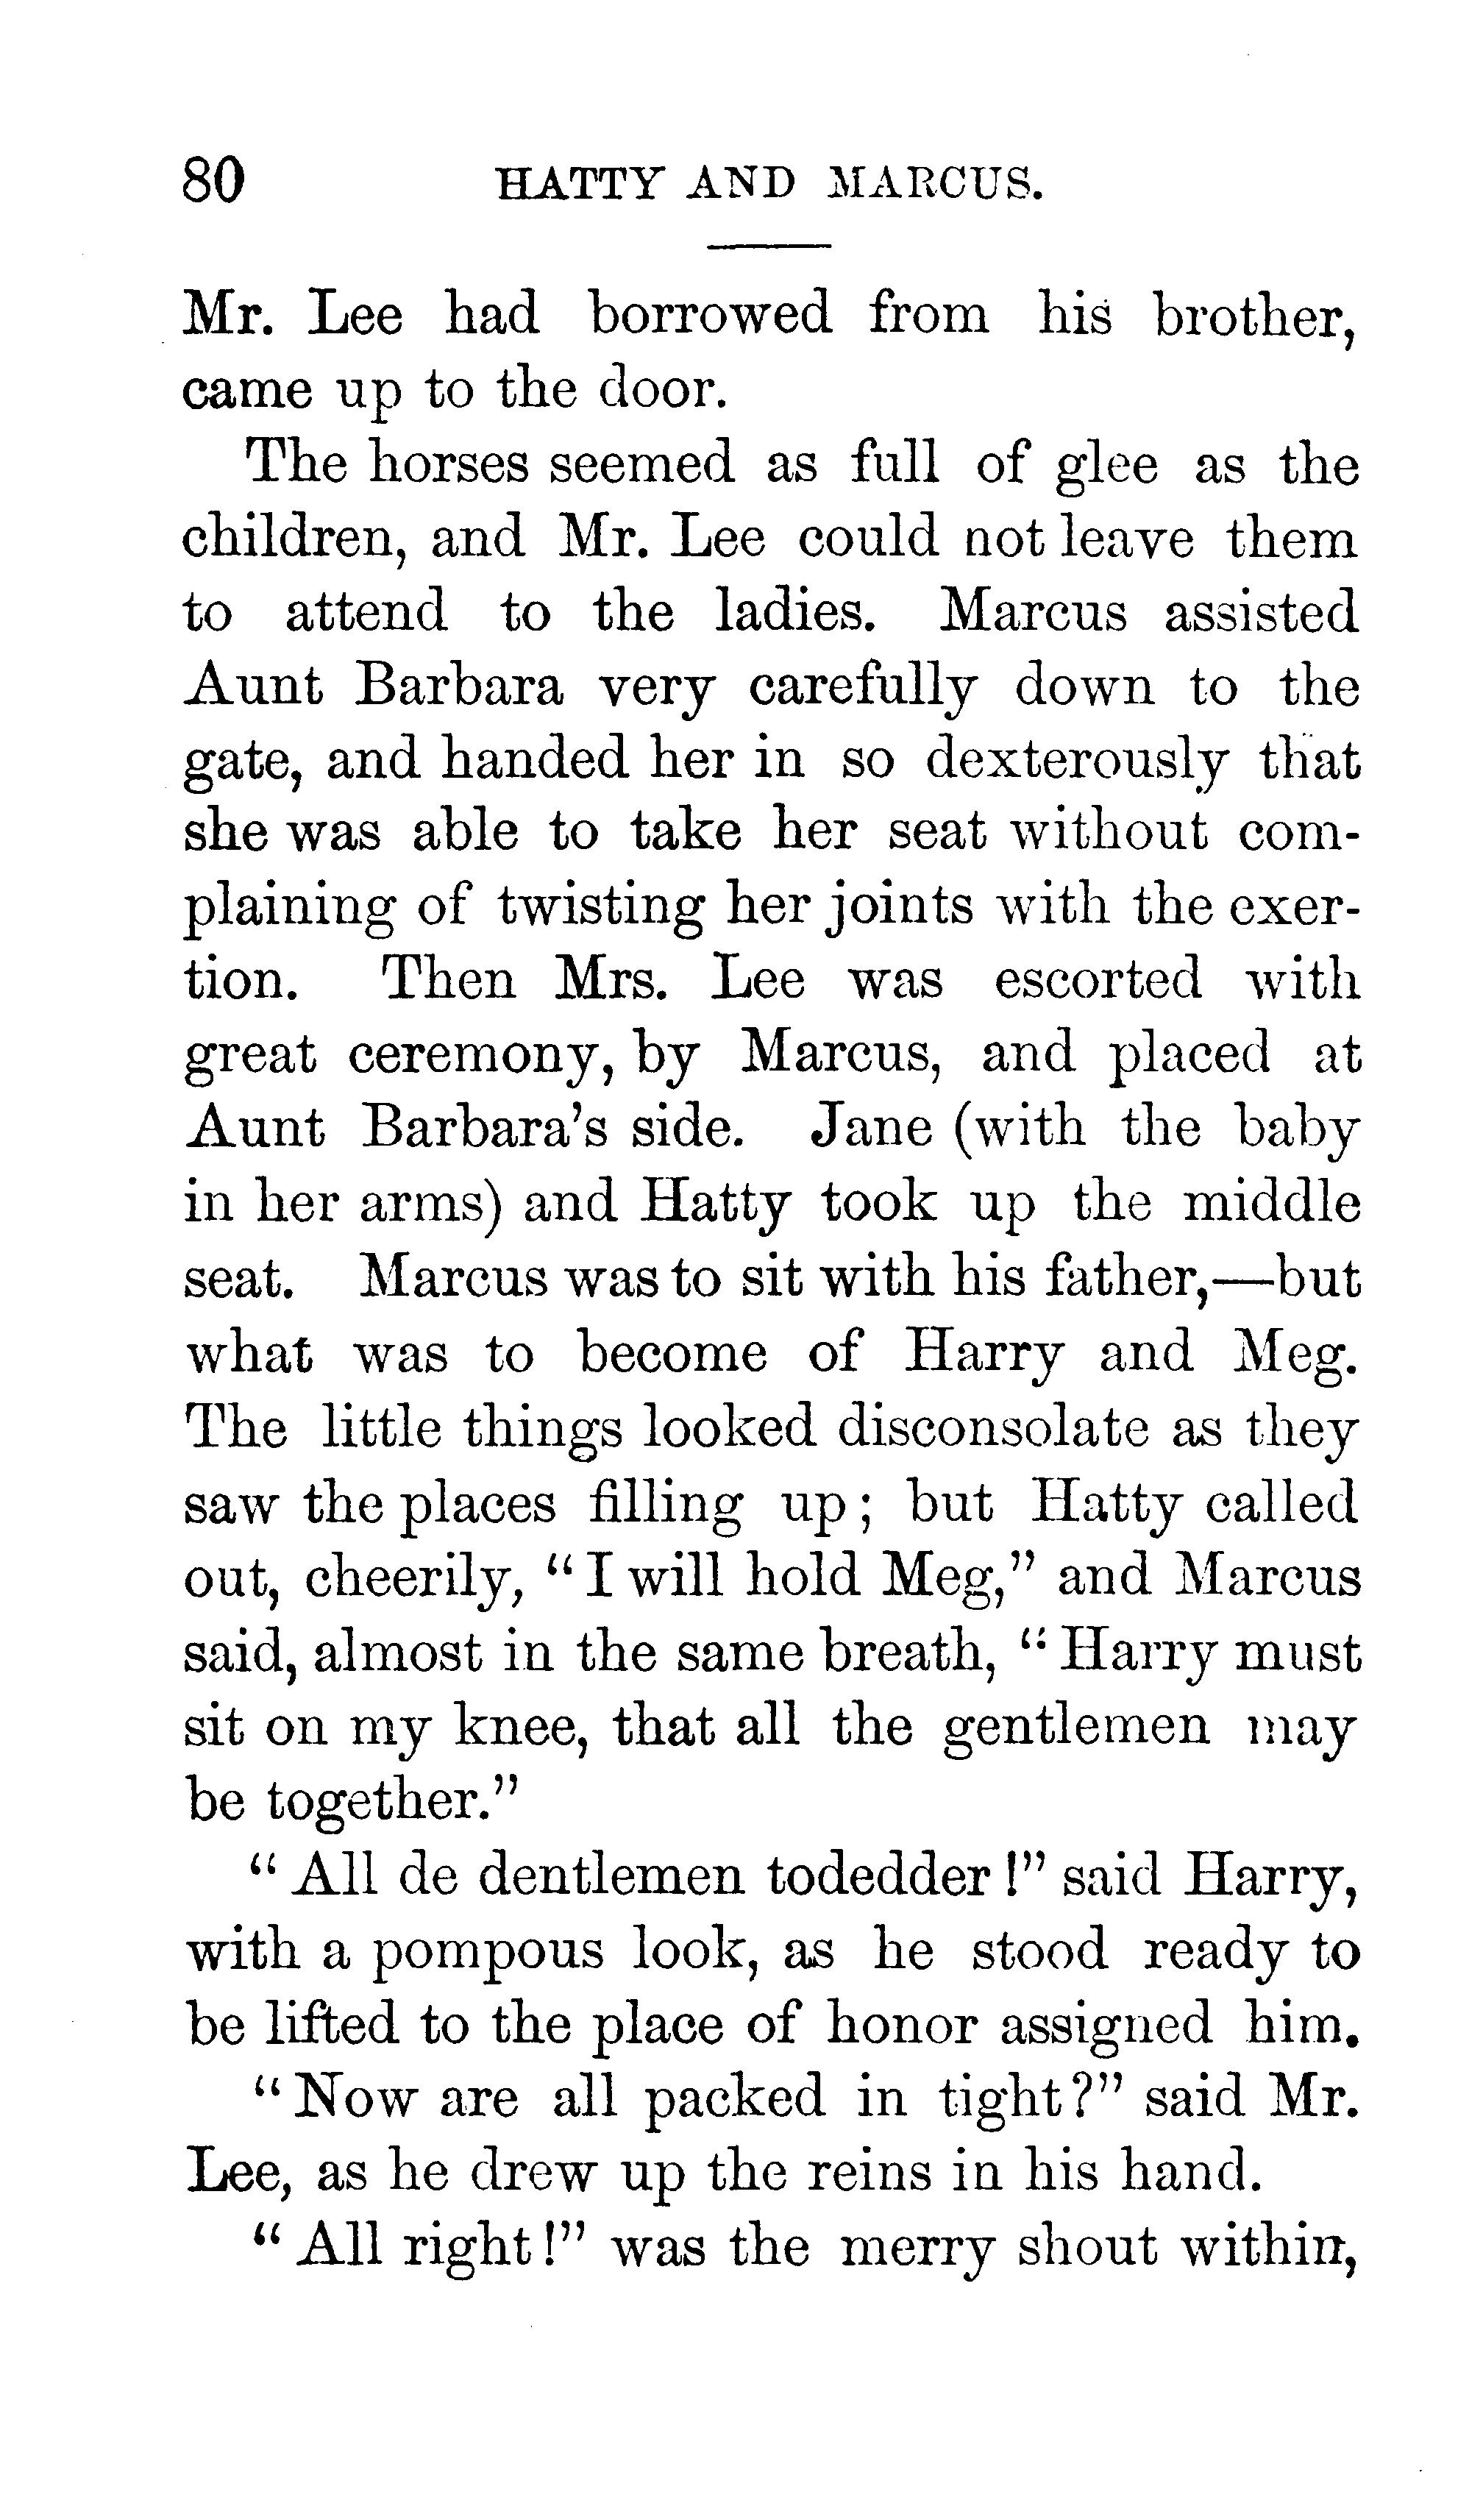 80 HATTY AND MARCUS.
Mr. Lee had borrowed from his brother,
came up to the door.
The horses seemed as full of glee as the
children, and Mr. Lee could not leave them
to attend to the ladies. Marcus assisted
Aunt Barbara very carefully down to the
gate, and handed her in so dexterously that
she was able to take her seat without com-
plaining of twisting her joints with the exer-
tion. Then Mrs. Lee was escorted with
great ceremony, by Marcus, and placed at
Aunt Barbara's side. Jane (with the baby
in her arms) and Hatty took up the middle
seat. Marcus was to sit with his father,—but
what was to become of Harry and Meg.
The little things looked disconsolate as they
saw the places filling up; but Hatty called
out, cheerily, "I will hold Meg," and Marcus
said, almost in the same breath, "Harry must
sit on my knee, that all the gentlemen may
be together."
"All de dentlemen todedder!" said Harry,
with a pompous look, as he stood ready to
be lifted to the place of honor assigned him.
"Now are all packed in tight?" said Mr.
Lee, as he drew up the reins in his hand.
"All right!" was the merry shout within,